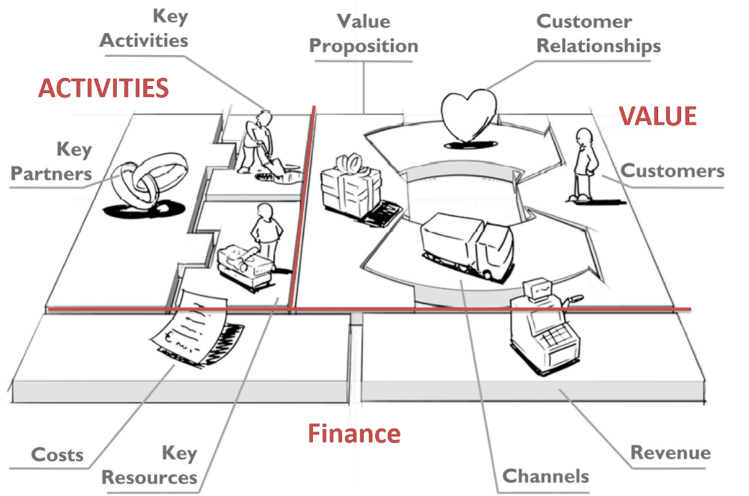 Key
Activities
Value
Proposition
Customer
Relationships
ACTIVITIES
VALUE
Key
Partners
Customers
Costs
Key
Resources
Finance
Channels
Revenue